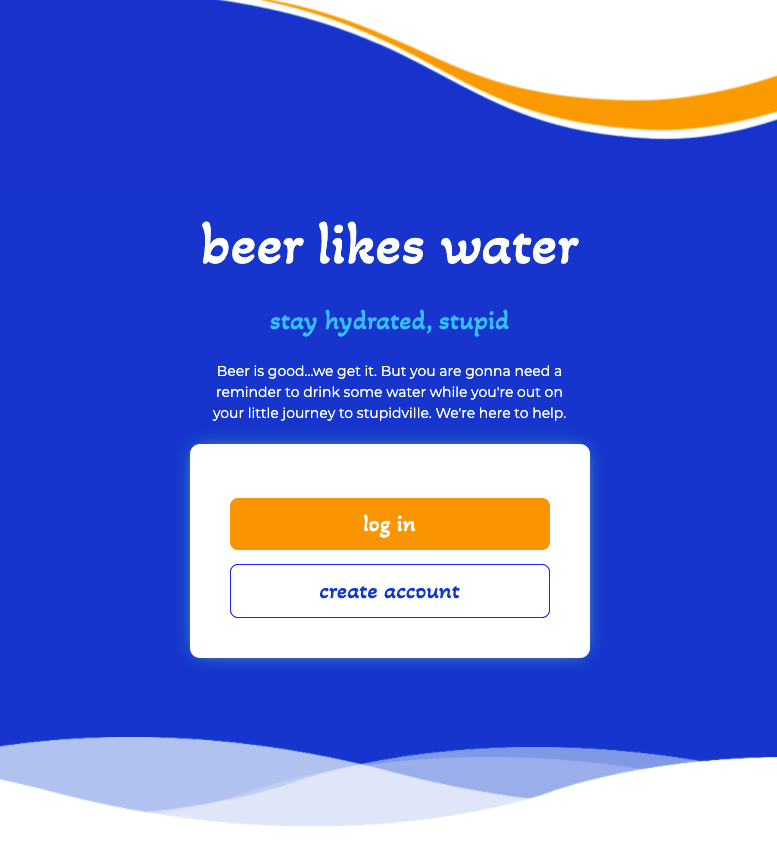 beer likes water
stay hydrated, stupid
Beer is good...we get it. But you are gonna need a
reminder to drink some water while you're out on
your little journey to stupidville. We're here to help.
log in
create account